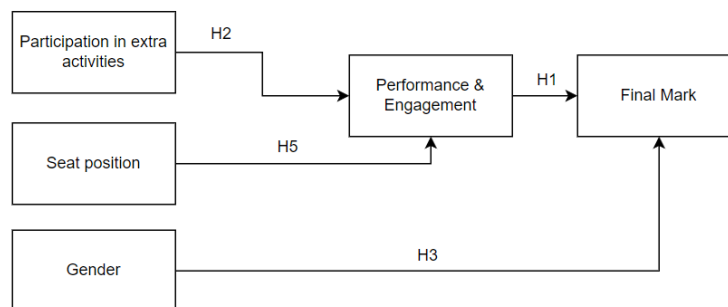 Participation in extra
activities
H2
Performance &
Engagement
H1
Final Mark
Seat position
H5
Gender
H3